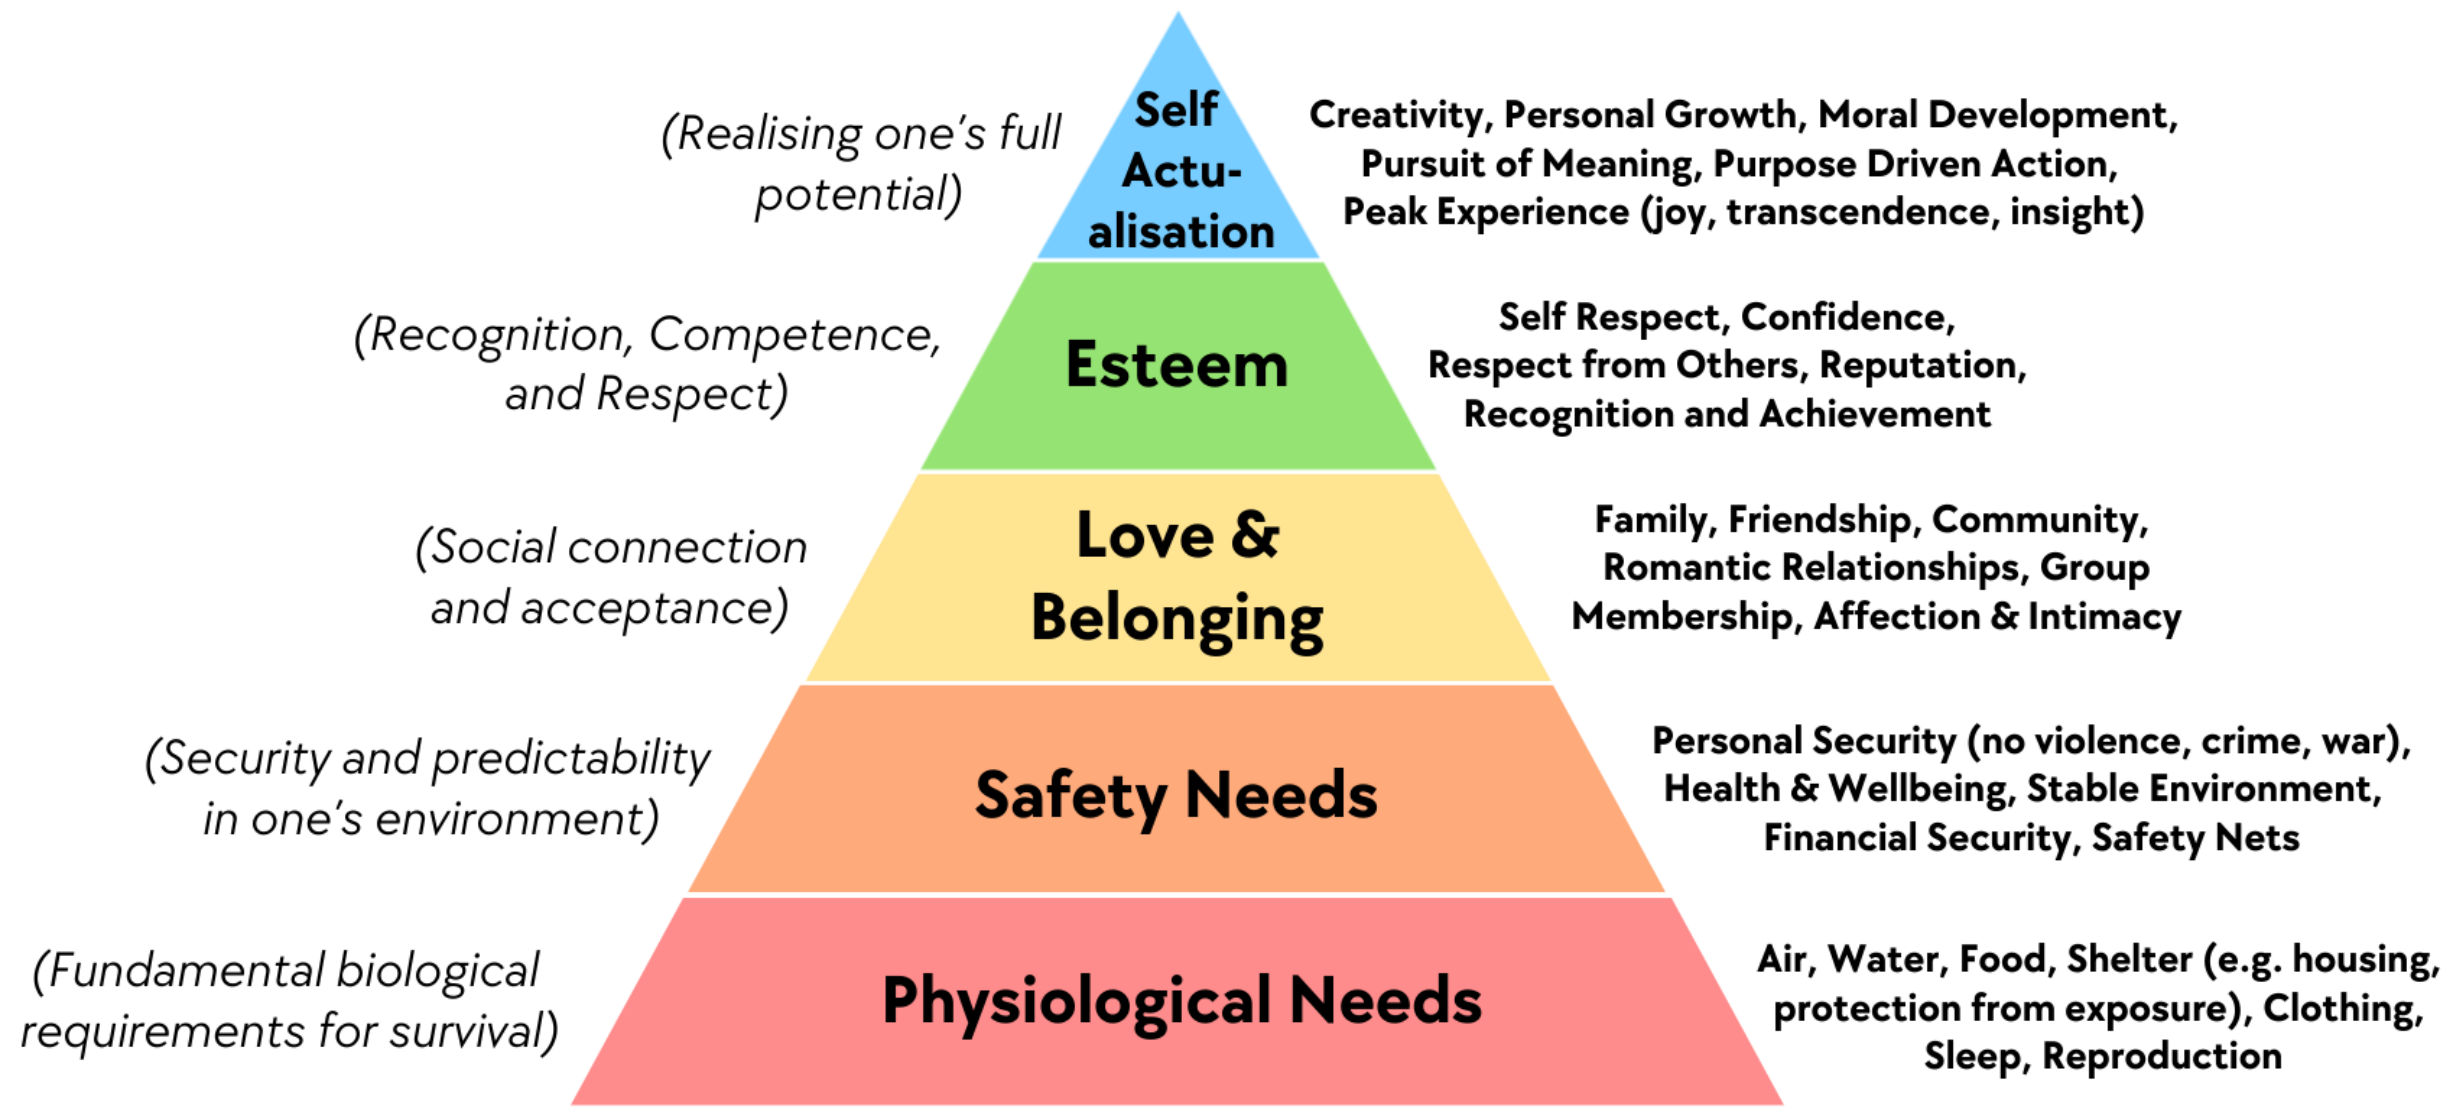 (Realising one's full
potential)
Self
Actu-
alisation
Creativity, Personal Growth, Moral Development,
Pursuit of Meaning, Purpose Driven Action,
Peak Experience (joy, transcendence, insight)
(Recognition, Competence,
and Respect)
Esteem
Self Respect, Confidence,
Respect from Others, Reputation,
Recognition and Achievement
(Social connection
and acceptance)
Love &
Belonging
Family, Friendship, Community,
Romantic Relationships, Group
Membership, Affection & Intimacy
(Security and predictability
in one's environment)
Safety Needs
Personal Security (no violence, crime, war),
Health & Wellbeing, Stable Environment,
Financial Security, Safety Nets
(Fundamental biological
requirements for survival)
Physiological Needs
Air, Water, Food, Shelter (e.g. housing,
protection from exposure), Clothing,
Sleep, Reproduction